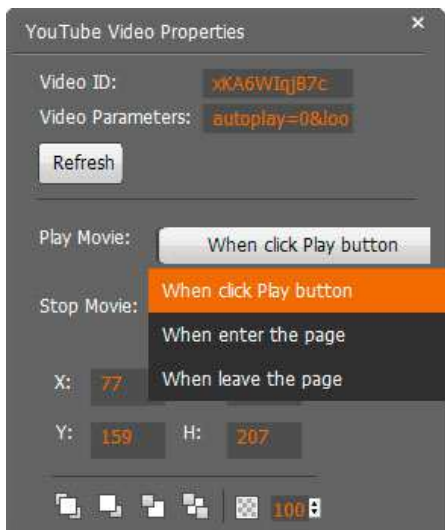 YouTube Video Properties
Video ID: xKA6WIqjB7c
Video Parameters: autoplay=0&loo
Refresh
Play Movie: When click Play button
When click Play button
Stop Movie:
When enter the page
When leave the page
X: 77
Y: 159 H: 207
100